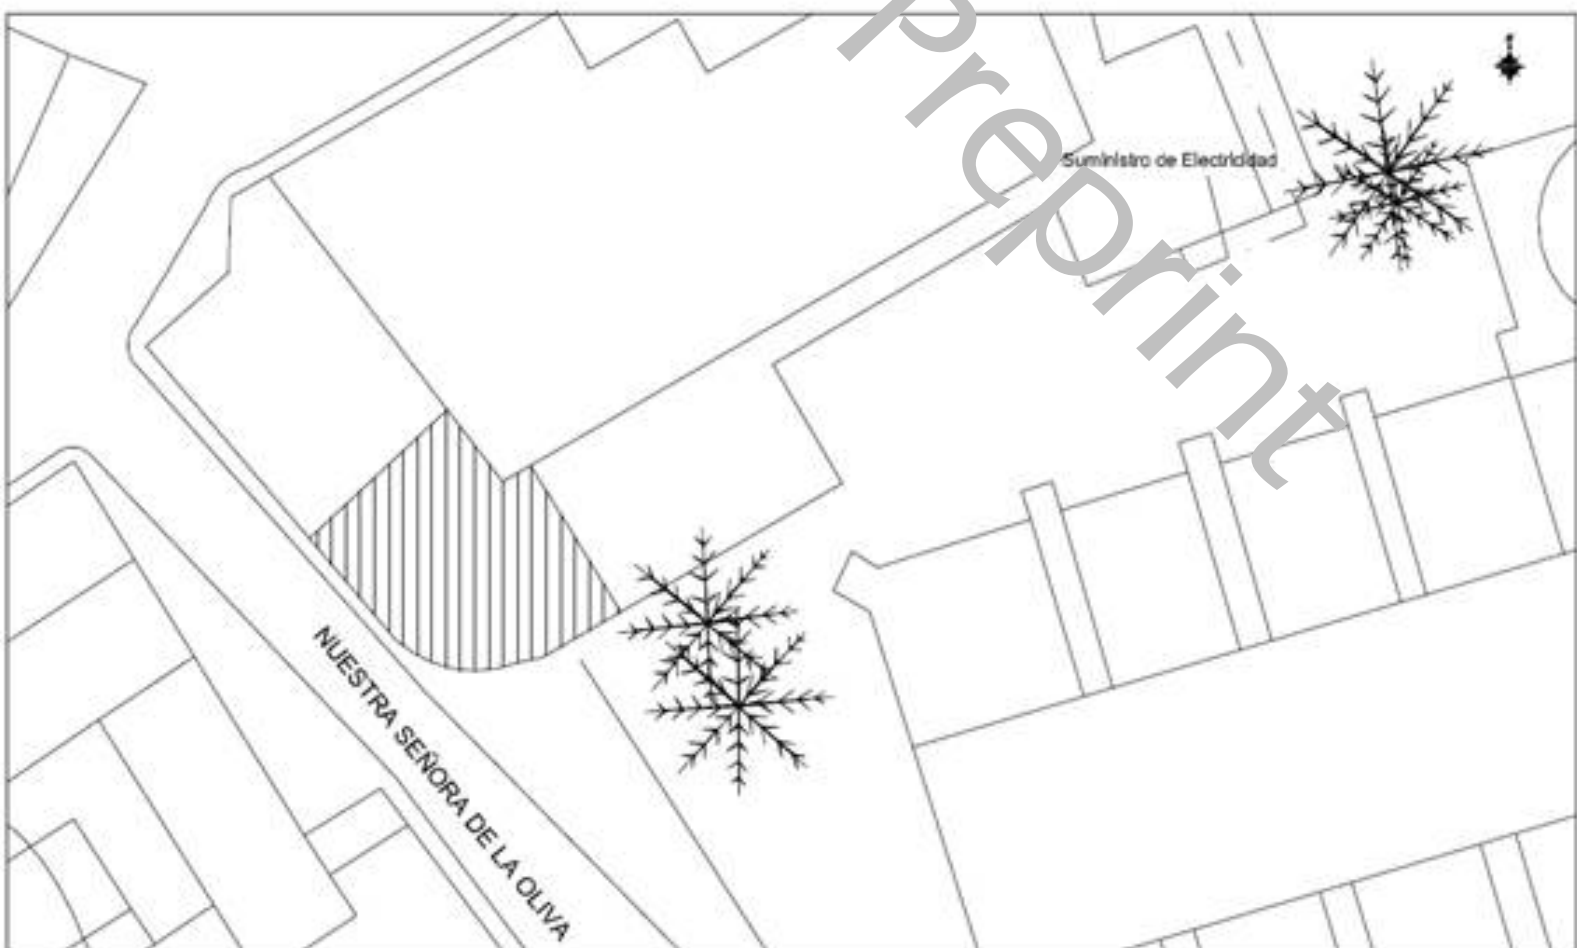 Preprint
Suministro de Electricidad
NUESTRA SEÑORA DE LA OLIVA